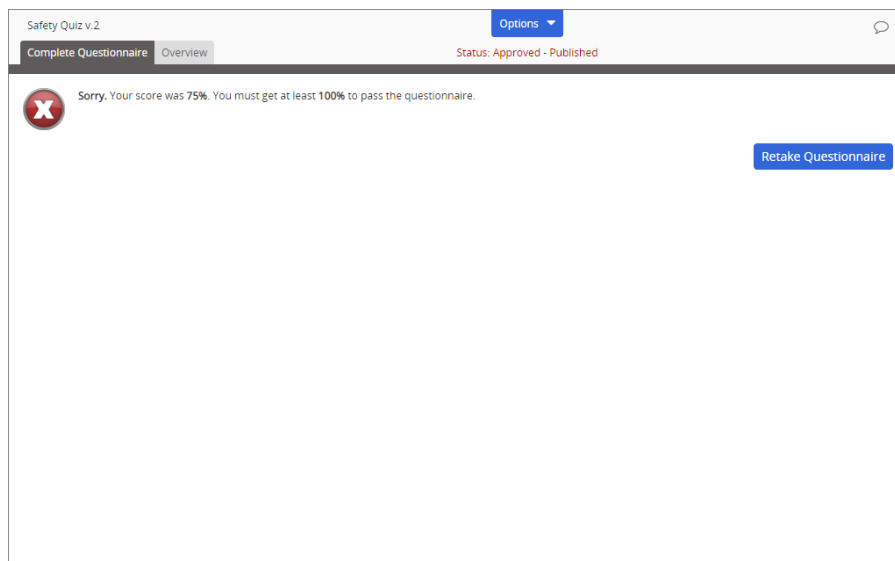 Safety Quiz v.2
Options
Complete Questionnaire Overview
Status: Approved - Published
Sorry. Your score was 75%. You must get at least 100% to pass the questionnaire.
Retake Questionnaire